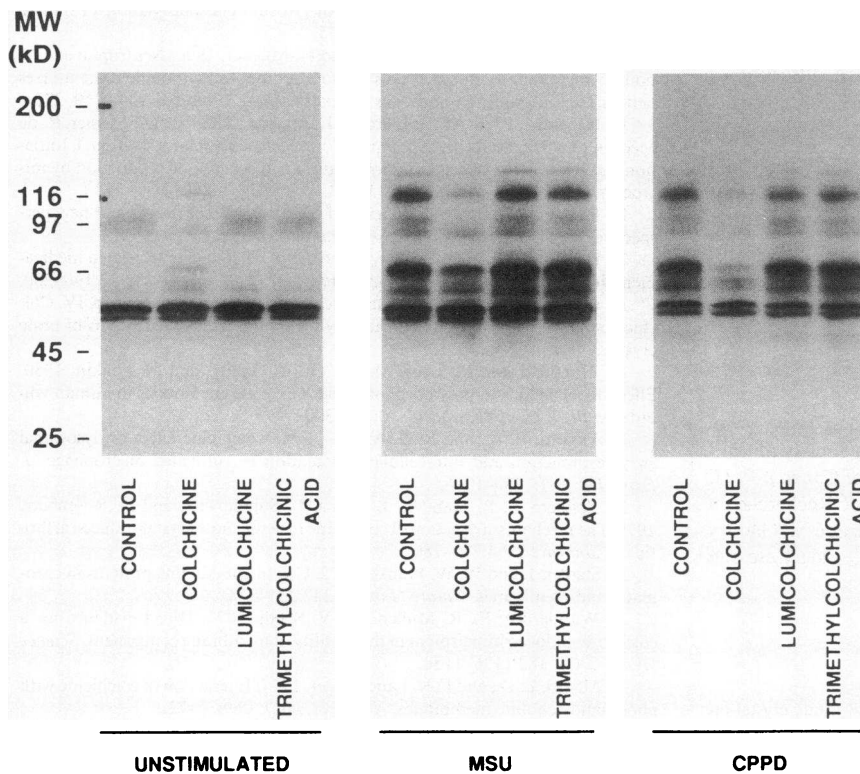 MW
(kD)
200 –
116 –
97 –
66 –
45 –
25 –
CONTROL
COLCHICINE
LUMICOLCHICINE
TRIMETHYLCOLCHICINIC
ACID
CONTROL
COLCHICINE
LUMICOLCHICINE
TRIMETHYLCOLCHICINIC
ACID
CONTROL
COLCHICINE
LUMICOLCHICINE
TRIMETHYLCOLCHICINIC
ACID
UNSTIMULATED
MSU
CPPD